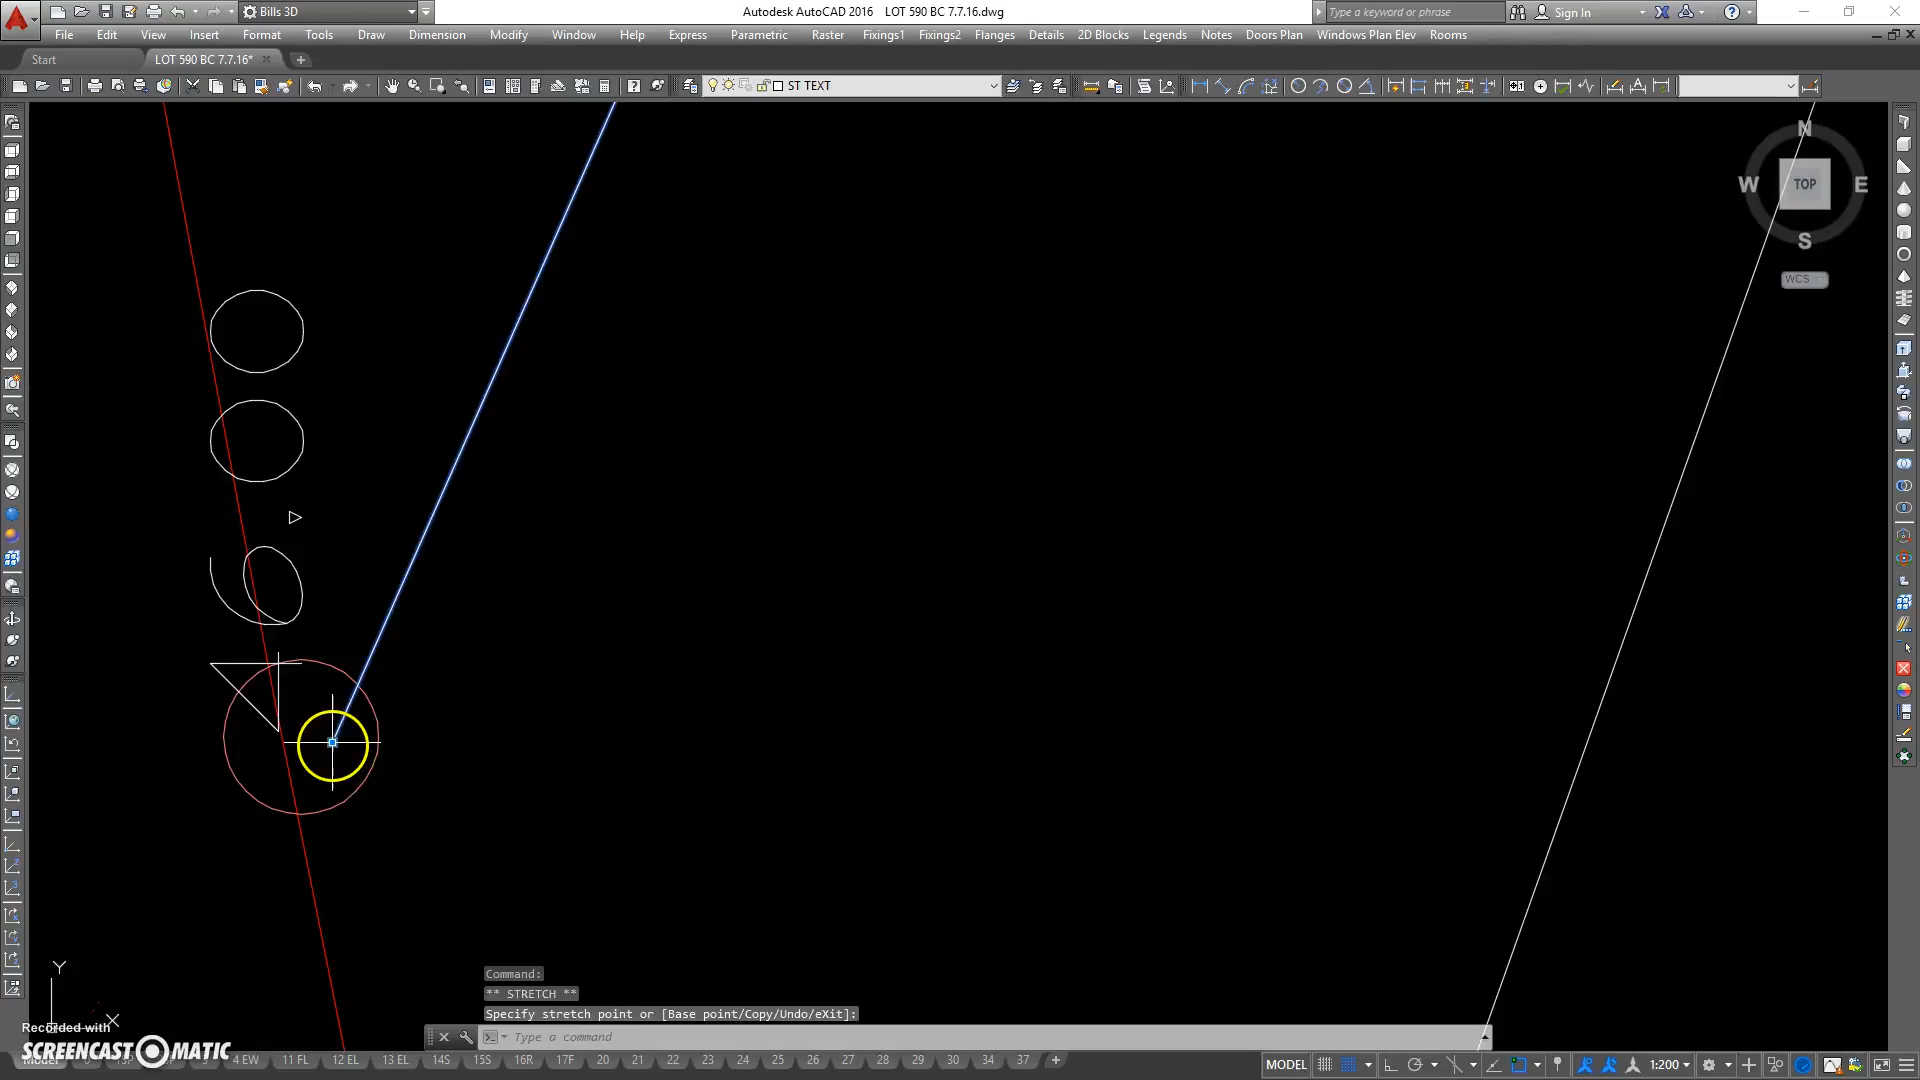 Bills 3D
Autodesk AutoCAD 2016 LOT 590 BC 7.7.16.dwg
Type a keyword or phrase
Sign In
File Edit View Insert Format Tools Draw Dimension Modify Window Help Express Parametric Raster Fixings1 Fixings2 Flanges Details 2D Blocks Legends Notes Doors Plan Windows Plan Elev Rooms
Start
LOT 590 BC 7.7.16*
ST TEXT
N
W TOP E
S
WCS
4 9.00
Y
X
Command:
** STRETCH **
Specify stretch point or [Base point/Copy/Undo/eXit]:
Type a command
Recorded with
SCREENCAST MATIC
4 EW 11 FL 12 EL 13 EL 14S 15S 16R 17F 20 21 22 23 24 25 26 27 28 29 30 34 37
MODEL
1:200